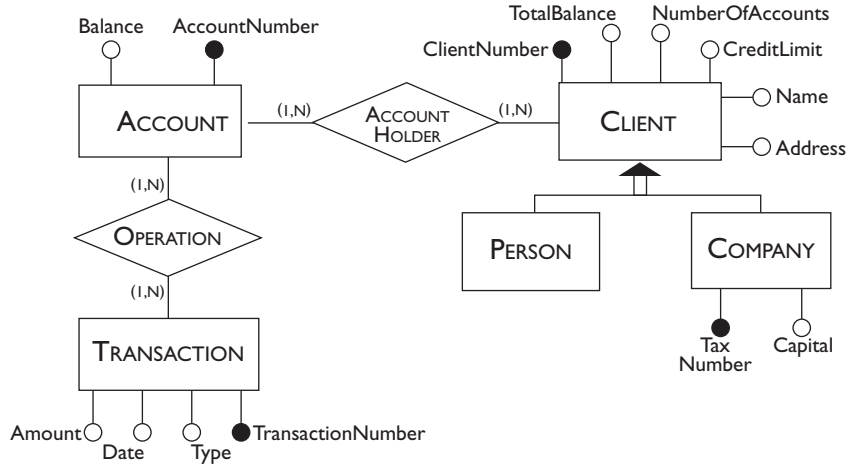 TotalBalance NumberOfAccounts
Balance AccountNumber
ClientNumber CreditLimit
Name
ACCOUNT (1,N) ACCOUNT HOLDER (1,N) CLIENT
Address
(1,N)
OPERATION
PERSON COMPANY
(1,N)
TRANSACTION
Tax
Number
Capital
Amount TransactionNumber
Date Type